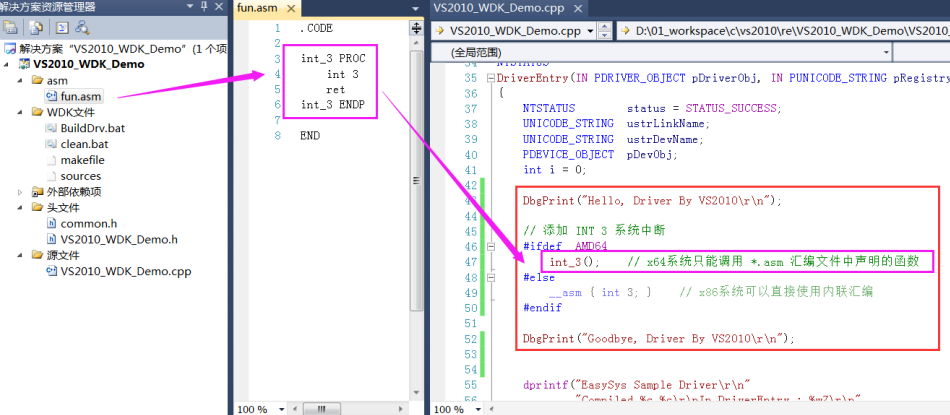 解决方案资源管理器
解决方案“VS2010_WDK_Demo”(1 个项
VS2010_WDK_Demo
asm
fun.asm
WDK文件
BuildDrv.bat
clean.bat
makefile
sources
外部依赖项
头文件
common.h
VS2010_WDK_Demo.h
源文件
VS2010_WDK_Demo.cpp
fun.asm
1 .CODE
2
3 int_3 PROC
4 int 3
5 ret
6 int_3 ENDP
7
8 END
100 %
VS2010_WDK_Demo.cpp
VS2010_WDK_Demo.cpp
D:\01_workspace\c\vs2010\re\VS2010_WDK_Demo\VS2010_
(全局范围)
34 NTSTATUS
35 DriverEntry(IN PDRIVER_OBJECT pDriverObj, IN PUNICODE_STRING pRegistry
36 {
37 NTSTATUS status = STATUS_SUCCESS;
38 UNICODE_STRING ustrLinkName;
39 UNICODE_STRING ustrDevName;
40 PDEVICE_OBJECT pDevObj;
41 int i = 0;
42
43 DbgPrint("Hello, Driver By VS2010\r\n");
44
45 // 添加 INT 3 系统中断
46 #ifdef AMD64
47 int_3(); // x64系统只能调用 *.asm 汇编文件中声明的函数
48 #else
49 __asm { int 3; } // x86系统可以直接使用内联汇编
50 #endif
51
52 DbgPrint("Goodbye, Driver By VS2010\r\n");
53
54
55 dprintf("EasySys Sample Driver\r\n"
56 "Compiled %s %s\r\nIn DriverEntry : %wZ\r\n",
100 %